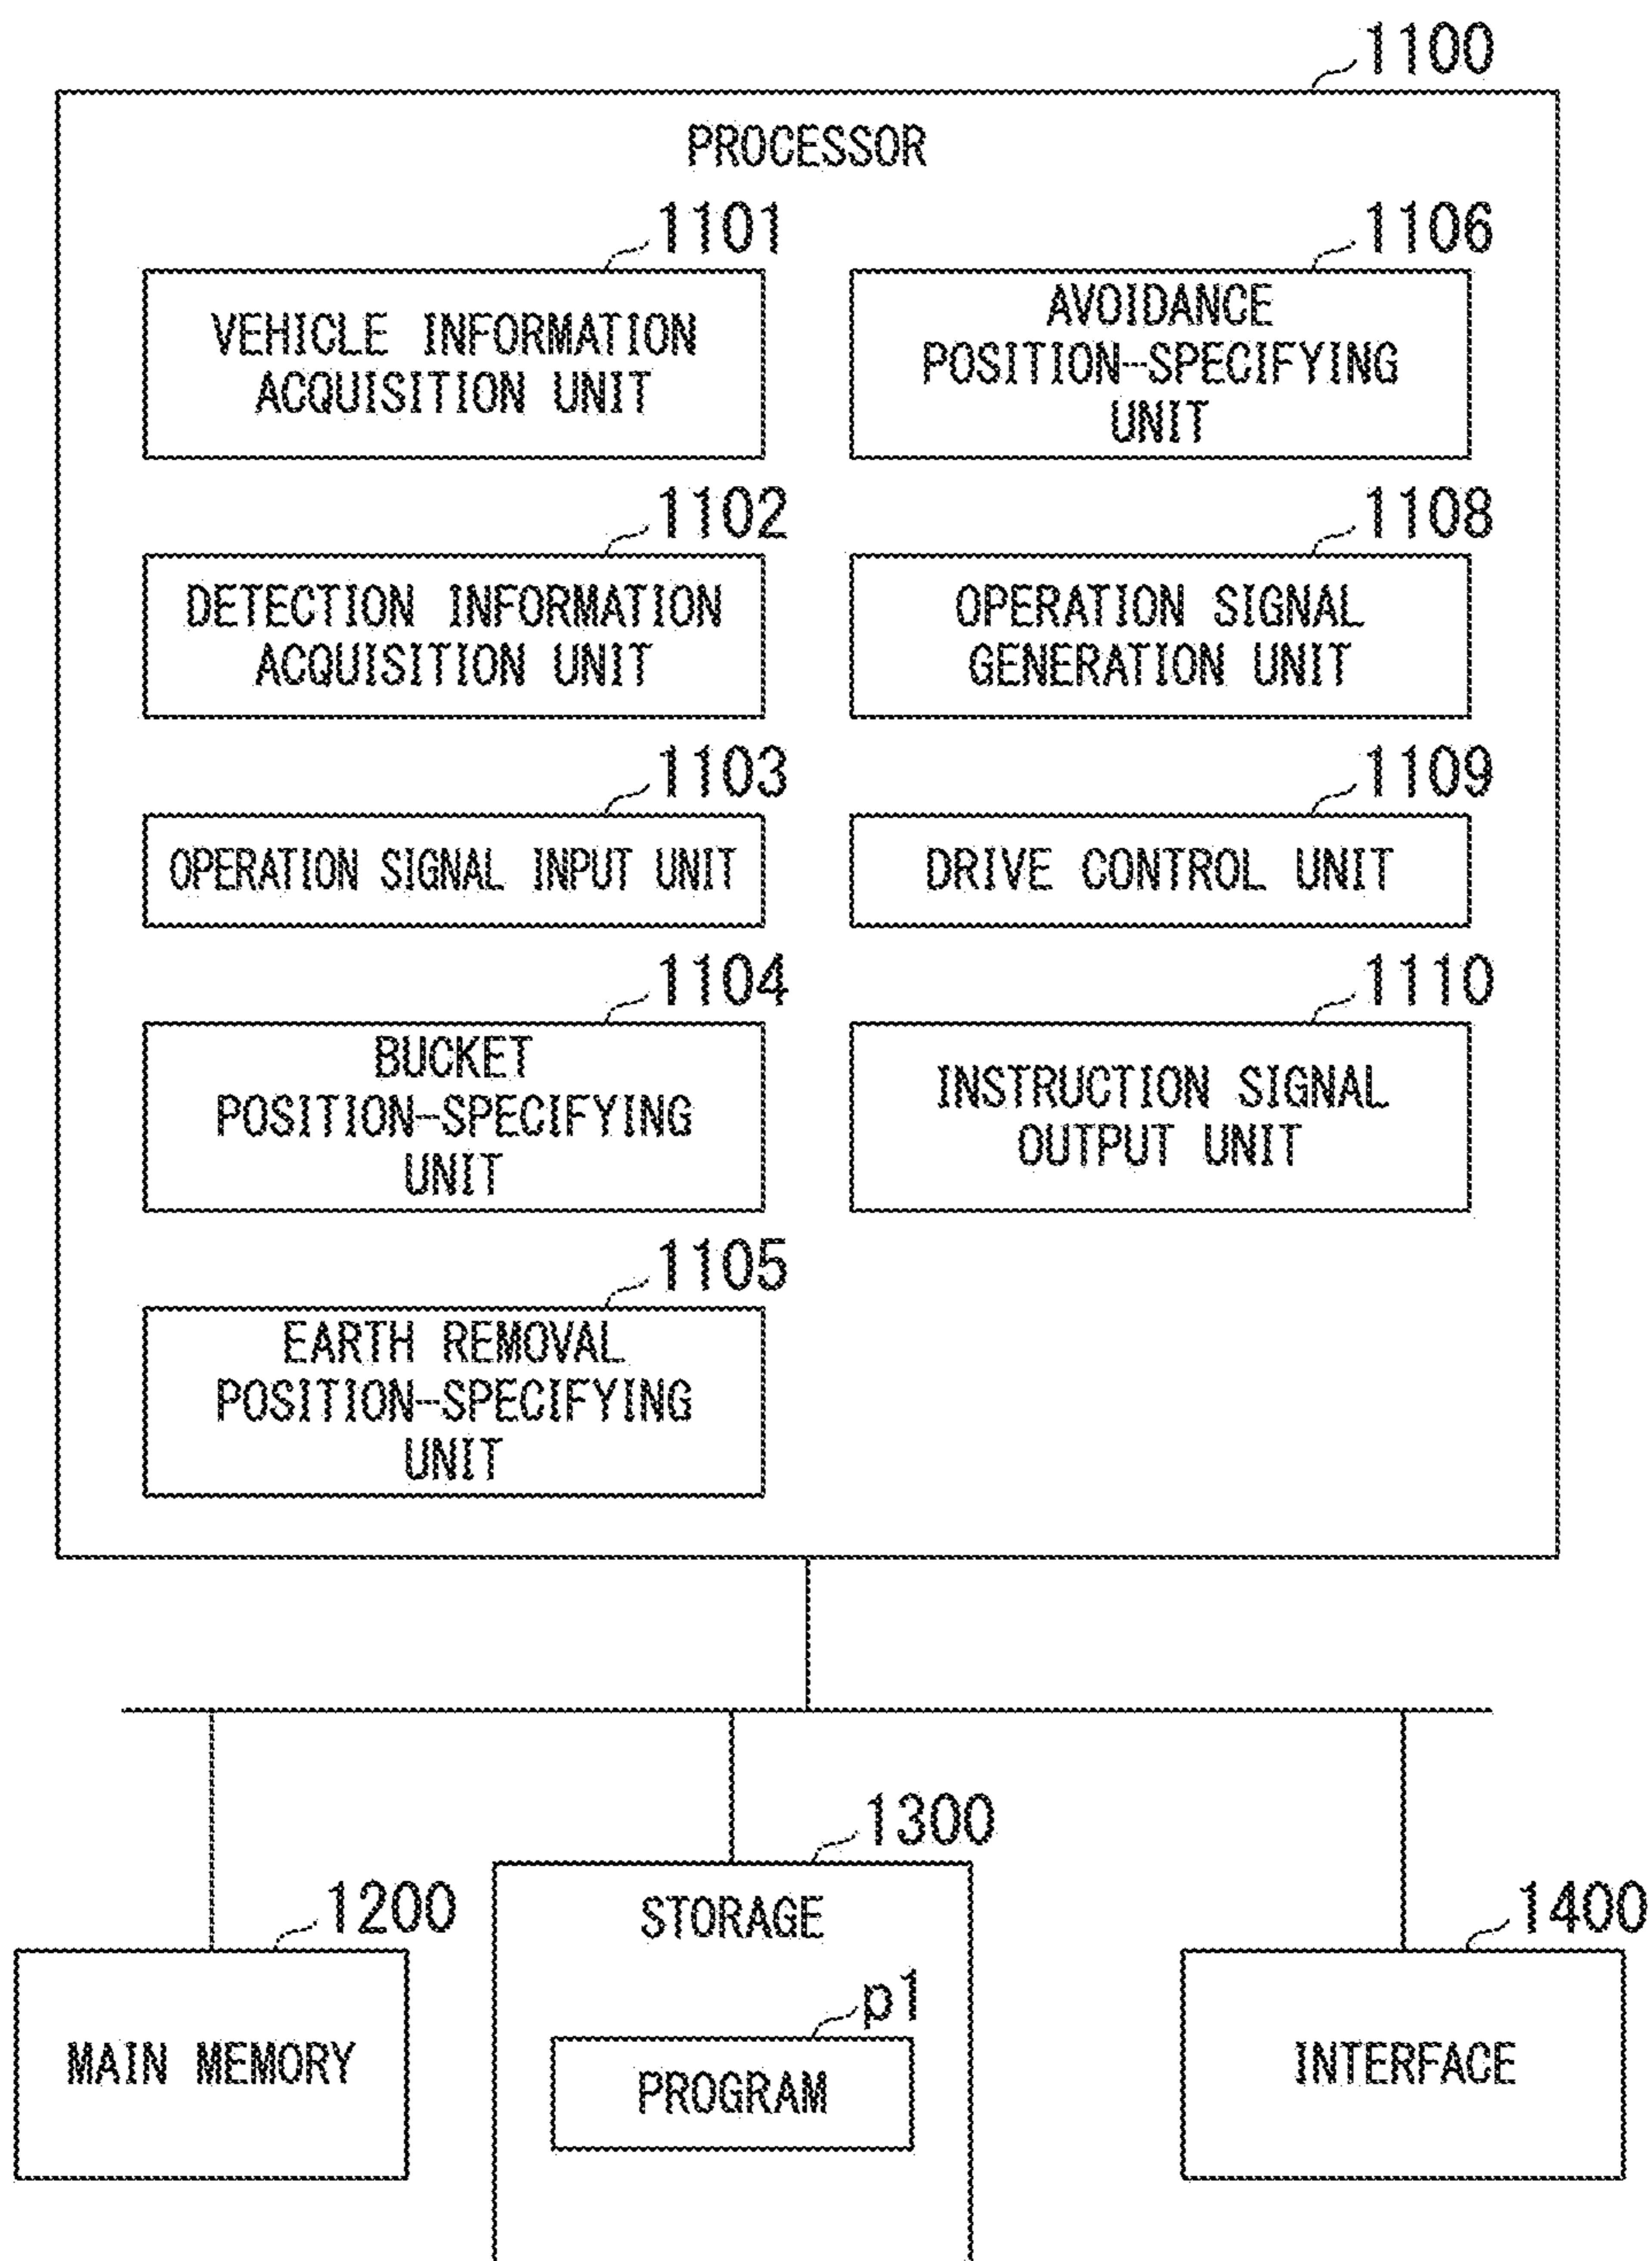 1100
PROCESSOR
1101
VEHICLE INFORMATION
ACQUISITION UNIT
1102
DETECTION INFORMATION
ACQUISITION UNIT
1103
OPERATION SIGNAL INPUT UNIT
1104
BUCKET
POSITION-SPECIFYING
UNIT
1105
EARTH REMOVAL
POSITION-SPECIFYING
UNIT
1106
AVOIDANCE
POSITION-SPECIFYING
UNIT
1108
OPERATION SIGNAL
GENERATION UNIT
1109
DRIVE CONTROL UNIT
1110
INSTRUCTION SIGNAL
OUTPUT UNIT
1200
MAIN MEMORY
1300
STORAGE
p1
PROGRAM
1400
INTERFACE